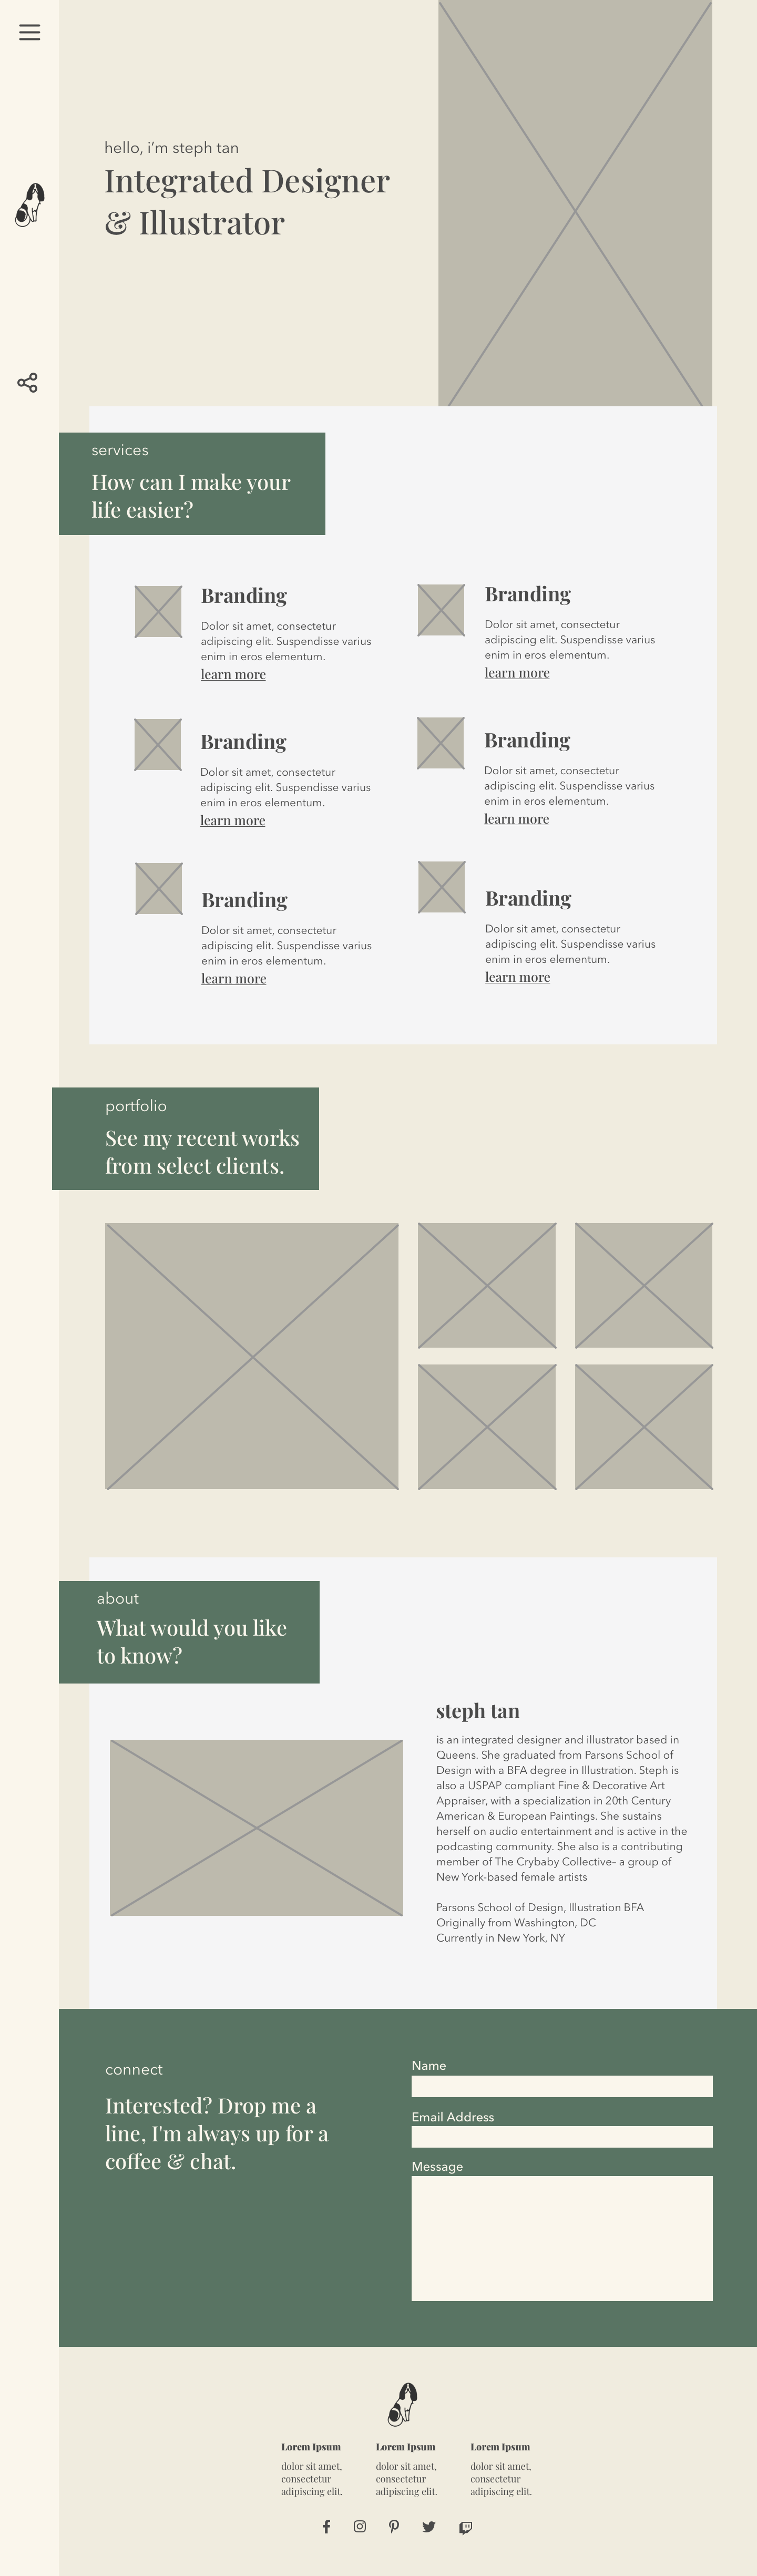 hello, i'm steph tan
Integrated Designer
& Illustrator
services
How can I make your
life easier?
Branding
Dolor sit amet, consectetur
adipiscing elit. Suspendisse varius
enim in eros elementum.
learn more
Branding
Dolor sit amet, consectetur
adipiscing elit. Suspendisse varius
enim in eros elementum.
learn more
Branding
Dolor sit amet, consectetur
adipiscing elit. Suspendisse varius
enim in eros elementum.
learn more
Branding
Dolor sit amet, consectetur
adipiscing elit. Suspendisse varius
enim in eros elementum.
learn more
Branding
Dolor sit amet, consectetur
adipiscing elit. Suspendisse varius
enim in eros elementum.
learn more
Branding
Dolor sit amet, consectetur
adipiscing elit. Suspendisse varius
enim in eros elementum.
learn more
portfolio
See my recent works
from select clients.
about
What would you like
to know?
steph tan
is an integrated designer and illustrator based in
Queens. She graduated from Parsons School of
Design with a BFA degree in Illustration. Steph is
also a USPAP compliant Fine & Decorative Art
Appraiser, with a specialization in 20th Century
American & European Paintings. She sustains
herself on audio entertainment and is active in the
podcasting community. She also is a contributing
member of The Crybaby Collective– a group of
New York-based female artists
Parsons School of Design, Illustration BFA
Originally from Washington, DC
Currently in New York, NY
connect
Interested? Drop me a
line, I'm always up for a
coffee & chat.
Name
Email Address
Message
Lorem Ipsum
dolor sit amet,
consectetur
adipiscing elit.
Lorem Ipsum
dolor sit amet,
consectetur
adipiscing elit.
Lorem Ipsum
dolor sit amet,
consectetur
adipiscing elit.